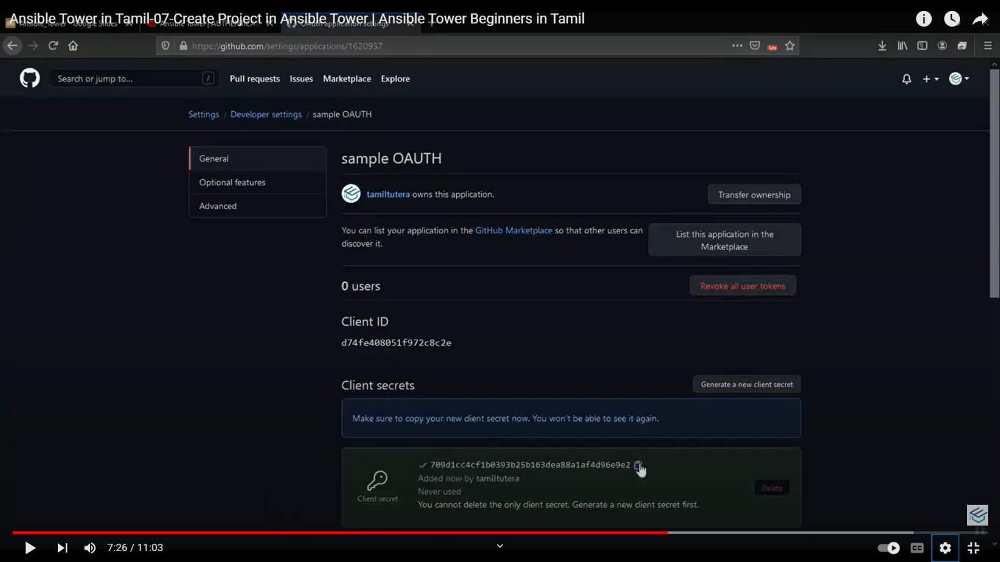 Ansible Tower in Tamil-07-Create Project in Ansible Tower | Ansible Tower Beginners in Tamil
https://github.com/settings/applications/1620937
Search or jump to... /
Pull requests Issues Marketplace Explore
Settings / Developer settings / sample OAUTH
General
Optional features
Advanced
sample OAUTH
tamiltutera owns this application.
Transfer ownership
You can list your application in the GitHub Marketplace so that other users can
discover it.
List this application in the
Marketplace
0 users
Revoke all user tokens
Client ID
d74fe408051f972c8c2e
Client secrets
Generate a new client secret
Make sure to copy your new client secret now. You won't be able to see it again.
709d1cc4cf1b0393b25b163dea88a1af4d96e9e2
Added now by tamiltutera
Never used
You cannot delete the only client secret. Generate a new client secret first.
Client secret
Delete
7:26 / 11:03
CC